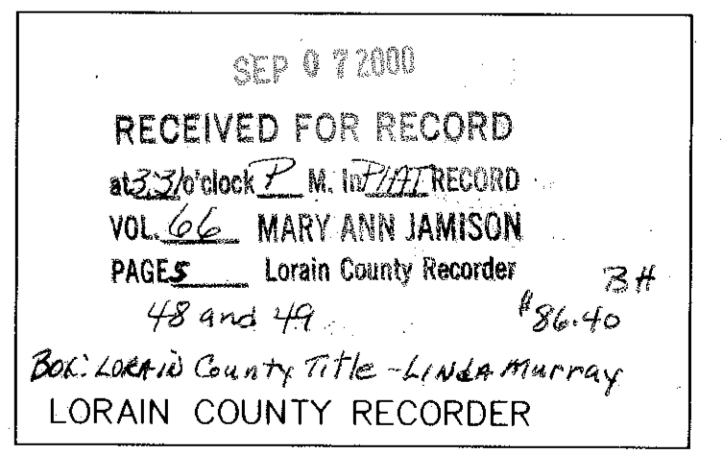 SEP 07 2000
RECEIVED FOR RECORD
at 3:31 o'clock P M. In PlAT RECORD
VOL. 66 MARY ANN JAMISON
PAGES Lorain County Recorder BH
48 and 49 $86.40
BOX: LORAIN County Title - LINDA Murray
LORAIN COUNTY RECORDER